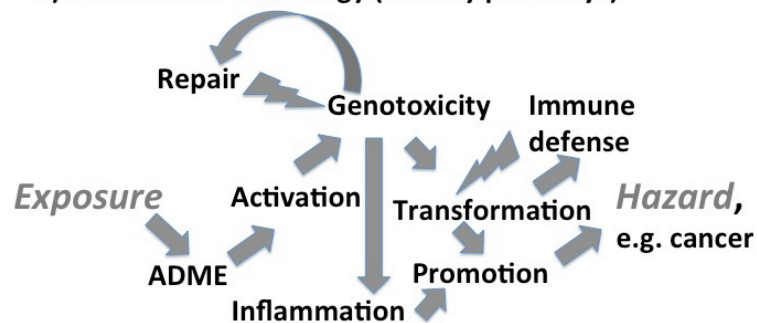 Repair
Genotoxicity
Immune
defense
Exposure
Activation
Transformation
Hazard,
e.g. cancer
ADME
Promotion
Inflammation